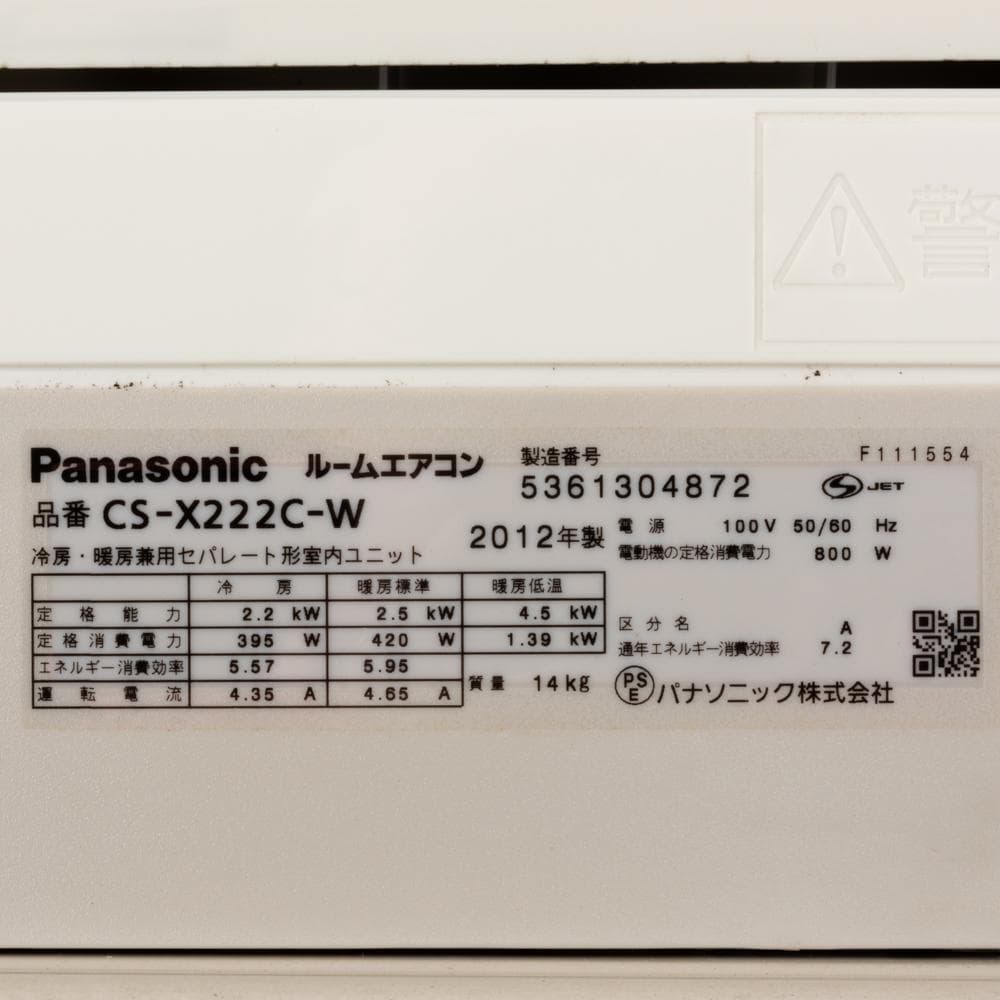 警
Panasonic ルームエアコン
品番 CS-X222C-W
冷房・暖房兼用セパレート形室内ユニット
製造番号
5361304872
2012年製
F111554
S JET
電源 100V 50/60 Hz
電動機の定格消費電力 800 W
冷房 暖房標準 暖房低温
定格能力 2.2 kW 2.5 kW 4.5 kW
定格消費電力 395 W 420 W 1.39 kW
エネルギー消費効率 5.57 5.95
運転電流 4.35 A 4.65 A
質量 14kg
区分名 A
通年エネルギー消費効率 7.2
PSE パナソニック株式会社